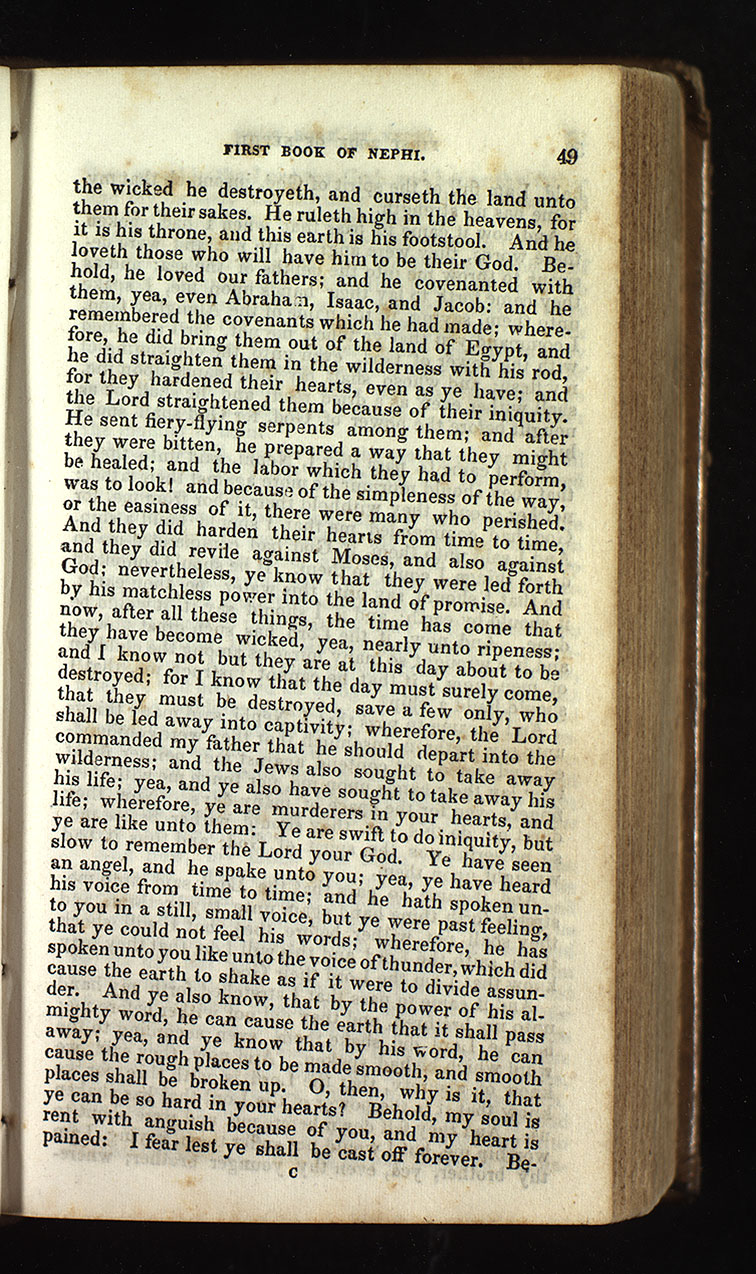 FIRST BOOK OF NEPHI. 49
the wicked he destroyeth, and curseth the land unto
them for their sakes. He ruleth high in the heavens, for
it is his throne, and this earth is his footstool. And he
loveth those who will have him to be their God. Be-
hold, he loved our fathers; and he covenanted with
them, yea, even Abraham, Isaac, and Jacob: and he
remembered the covenants which he had made; where-
fore, he did bring them out of the land of Egypt, and
he did straighten them in the wilderness with his rod,
for they hardened their hearts, even as ye have; and
the Lord straightened them because of their iniquity.
He sent fiery-flying serpents among them; and after
they were bitten, he prepared a way that they might
be healed; and the labor which they had to perform,
was to look! and because of the simpleness of the way,
or the easiness of it, there were many who perished.
And they did harden their hearts from time to time,
and they did revile against Moses, and also against
God; nevertheless, ye know that they were led forth
by his matchless power into the land of promise. And
now, after all these things, the time has come that
they have become wicked, yea, nearly unto ripeness;
and I know not but they are at this day about to be
destroyed; for I know that the day must surely come,
that they must be destroyed, save a few only, who
shall be led away into captivity; wherefore, the Lord
commanded my father that he should depart into the
wilderness; and the Jews also sought to take away
his life; yea, and ye also have sought to take away his
life; wherefore, ye are murderers in your hearts, and
ye are like unto them: Ye are swift to do iniquity, but
slow to remember the Lord your God. Ye have seen
an angel, and he spake unto you; yea, ye have heard
his voice from time to time; and he hath spoken un-
to you in a still, small voice, but ye were past feeling,
that ye could not feel his words; wherefore, he has
spoken unto you like unto the voice of thunder, which did
cause the earth to shake as if it were to divide assun-
der. And ye also know, that by the power of his al-
mighty word, he can cause the earth that it shall pass
away; yea, and ye know that by his word, he can
cause the rough places to be made smooth, and smooth
places shall be broken up. O, then, why is it, that
ye can be so hard in your hearts? Behold, my soul is
rent with anguish because of you, and my heart is
pained: I fear lest ye shall be cast off forever. Be-
C